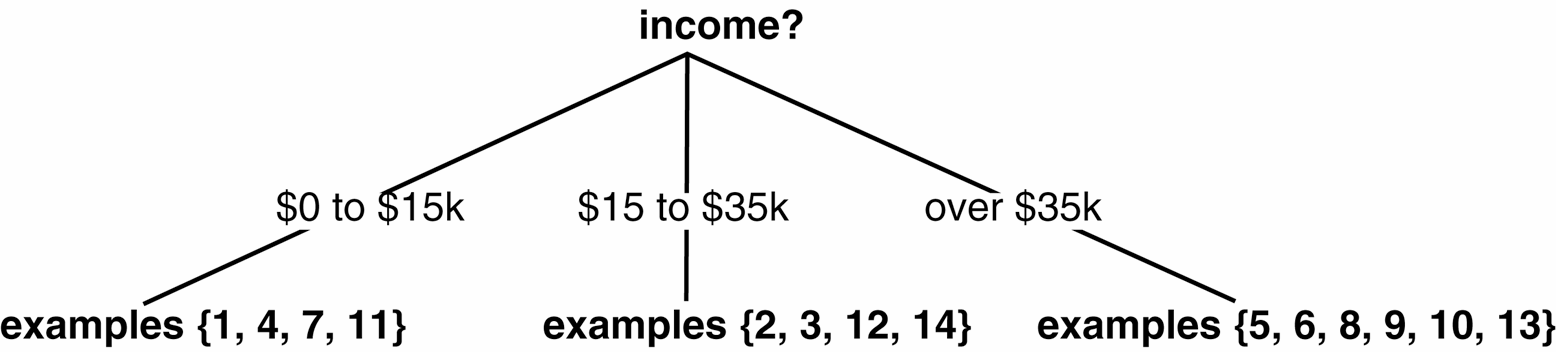 income?
$0 to $15k $15 to $35k over $35k
examples {1, 4, 7, 11} examples {2, 3, 12, 14} examples {5, 6, 8, 9, 10, 13}